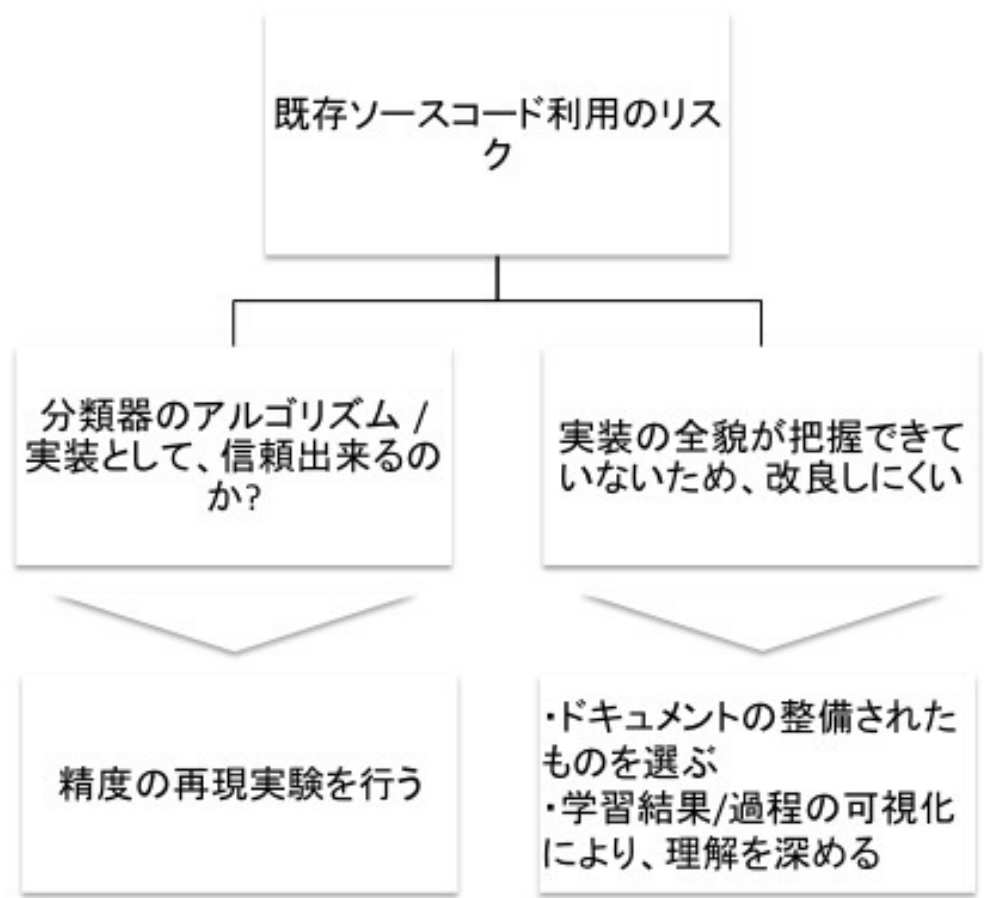 既存ソースコード利用のリス
ク
分類器のアルゴリズム /
実装として、信頼出来るの
か?
実装の全貌が把握できて
いないため、改良しにくい
精度の再現実験を行う
・ドキュメントの整備された
ものを選ぶ
・学習結果/過程の可視化
により、理解を深める